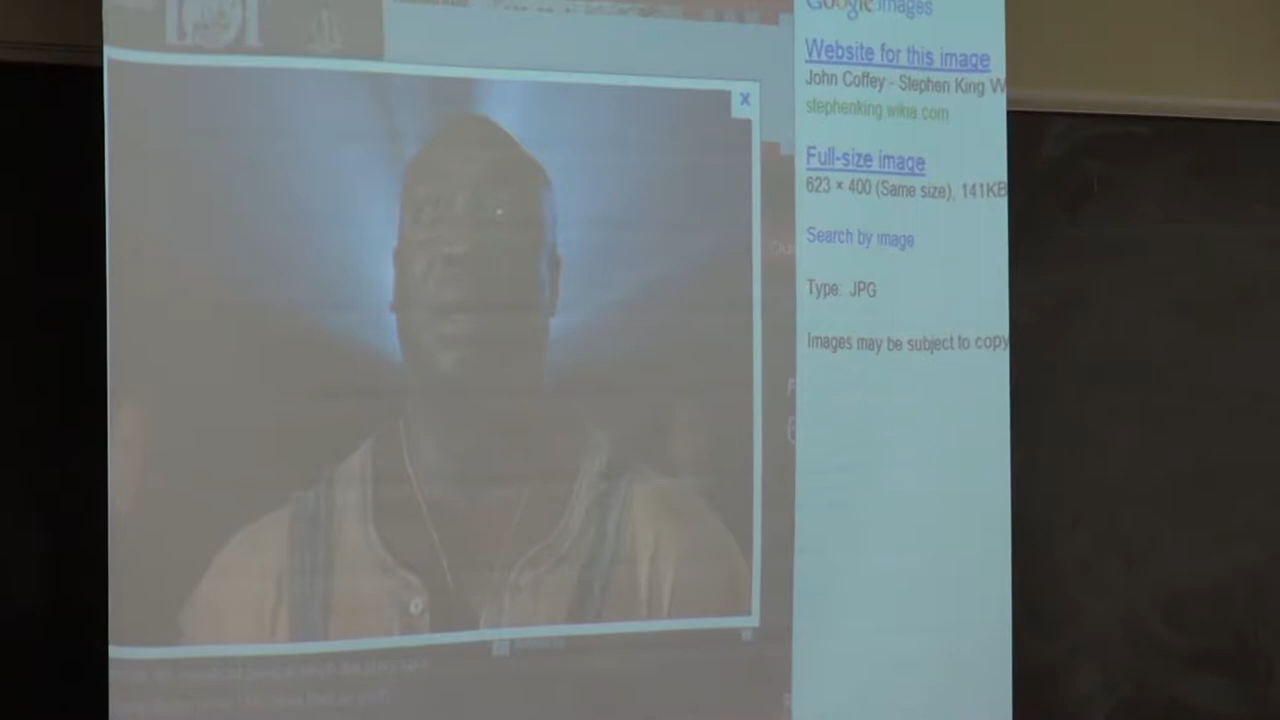 Google images
Website for this image
John Coffey - Stephen King W
stephenking.wikia.com
Full-size image
623 × 400 (Same size), 141KB
Search by image
Type: JPG
Images may be subject to copy